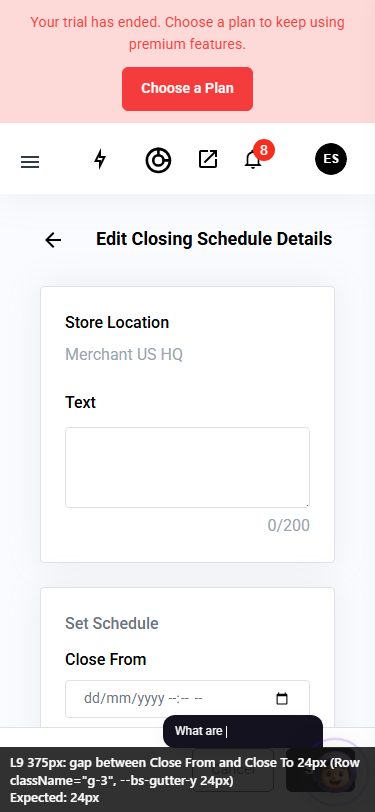 Your trial has ended. Choose a plan to keep using
premium features.
Choose a Plan
8
ES
Edit Closing Schedule Details
Store Location
Merchant US HQ
Text
0/200
Set Schedule
Close From
dd/mm/yyyy --:-- --
What are
Cancel
L9 375px: gap between Close From and Close To 24px (Row
className="g-3", --bs-gutter-y 24px)
Expected: 24px